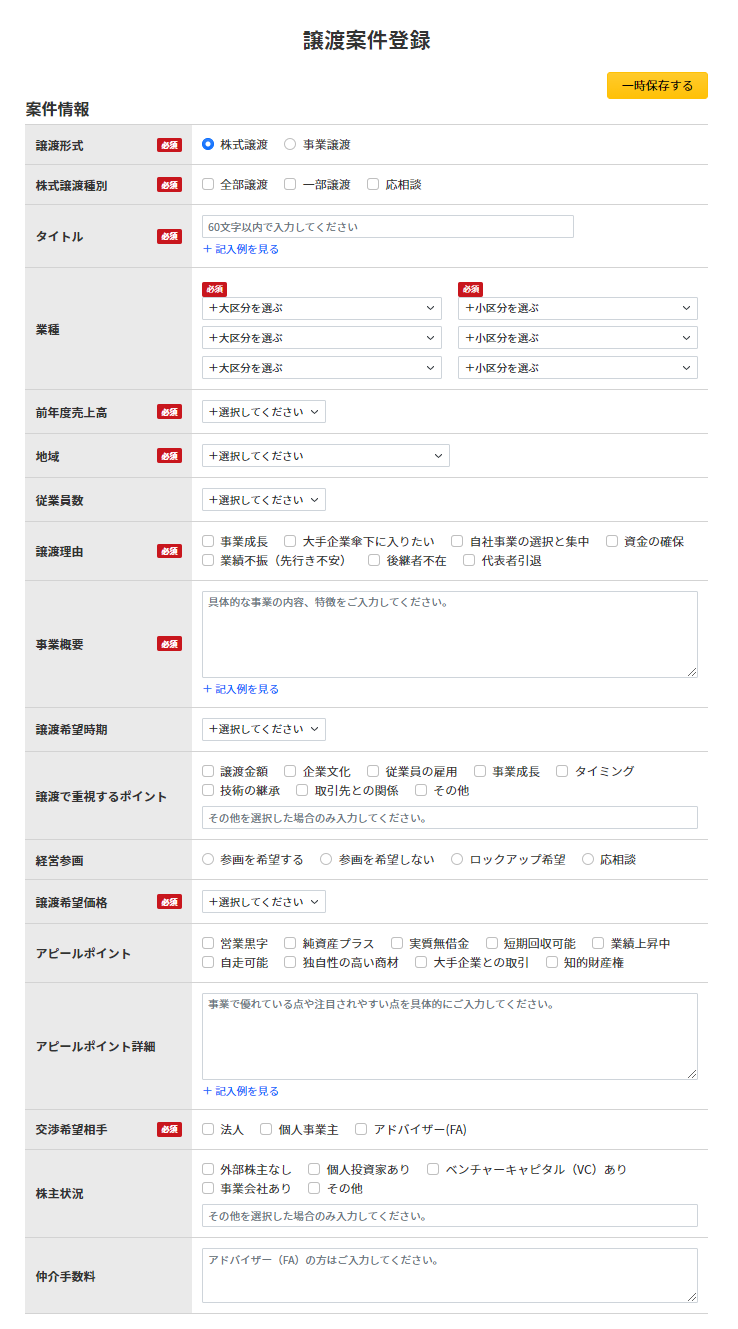 譲渡案件登録
一時保存する
案件情報
譲渡形式 必須 株式譲渡 事業譲渡
株式譲渡種別 必須 全部譲渡 一部譲渡 応相談
タイトル 必須 60文字以内で入力してください
＋ 記入例を見る
業種
必須 必須
＋大区分を選ぶ ＋小区分を選ぶ
＋大区分を選ぶ ＋小区分を選ぶ
＋大区分を選ぶ ＋小区分を選ぶ
前年度売上高 必須 ＋選択してください
地域 必須 ＋選択してください
従業員数 ＋選択してください
譲渡理由 必須
事業成長 大手企業傘下に入りたい 自社事業の選択と集中 資金の確保
業績不振（先行き不安） 後継者不在 代表者引退
事業概要 必須
具体的な事業の内容、特徴をご入力してください。
＋ 記入例を見る
譲渡希望時期 ＋選択してください
譲渡で重視するポイント
譲渡金額 企業文化 従業員の雇用 事業成長 タイミング
技術の継承 取引先との関係 その他
その他を選択した場合のみ入力してください。
経営参画 参画を希望する 参画を希望しない ロックアップ希望 応相談
譲渡希望価格 必須 ＋選択してください
アピールポイント
営業黒字 純資産プラス 実質無借金 短期回収可能 業績上昇中
自走可能 独自性の高い商材 大手企業との取引 知的財産権
アピールポイント詳細
事業で優れている点や注目されやすい点を具体的にご入力してください。
＋ 記入例を見る
交渉希望相手 必須 法人 個人事業主 アドバイザー(FA)
株主状況
外部株主なし 個人投資家あり ベンチャーキャピタル（VC）あり
事業会社あり その他
その他を選択した場合のみ入力してください。
仲介手数料
アドバイザー（FA）の方はご入力してください。